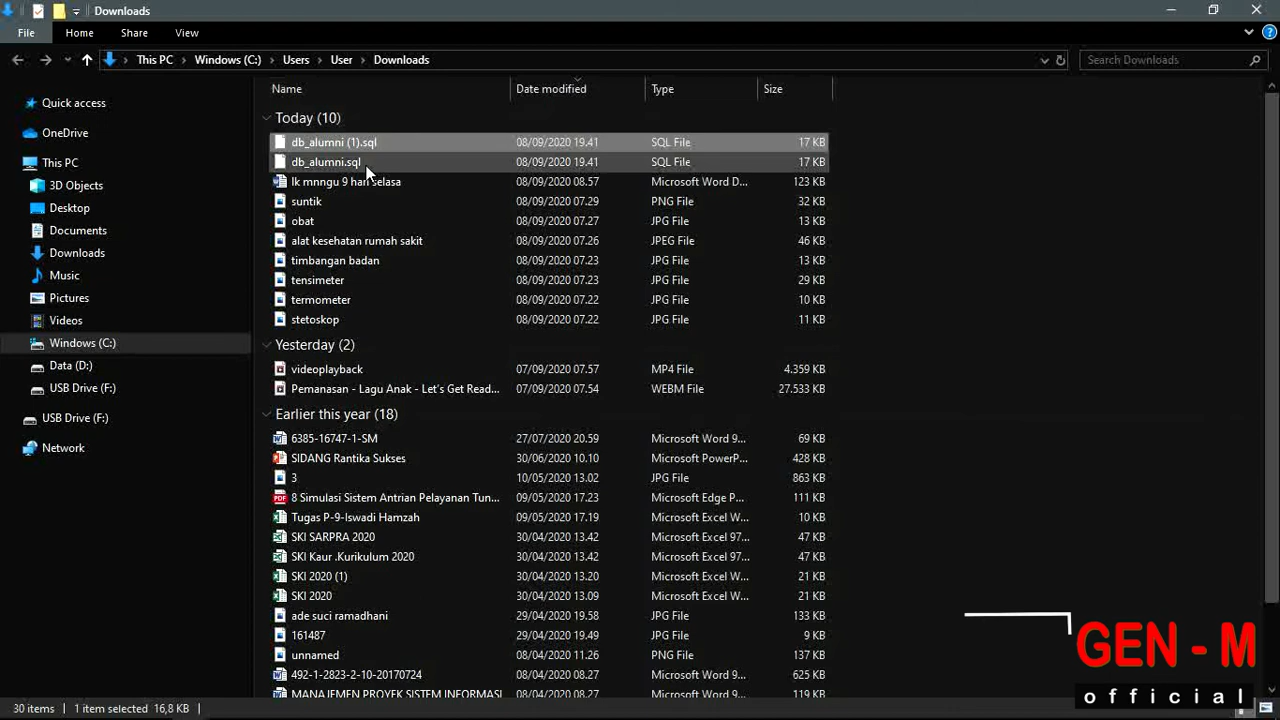 Downloads
File Home Share View
This PC Windows (C:) Users User Downloads Search Downloads
Name Date modified Type Size
Quick access
OneDrive
This PC
3D Objects
Desktop
Documents
Downloads
Music
Pictures
Videos
Windows (C:)
Data (D:)
USB Drive (F:)
USB Drive (F:)
Network
Today (10)
db_alumni (1).sql 08/09/2020 19.41 SQL File 17 KB
db_alumni.sql 08/09/2020 19.41 SQL File 17 KB
lk mnngu 9 hari selasa 08/09/2020 08.57 Microsoft Word D... 123 KB
suntik 08/09/2020 07.29 PNG File 32 KB
obat 08/09/2020 07.27 JPG File 13 KB
alat kesehatan rumah sakit 08/09/2020 07.26 JPEG File 46 KB
timbangan badan 08/09/2020 07.23 JPG File 13 KB
tensimeter 08/09/2020 07.23 JPG File 29 KB
termometer 08/09/2020 07.22 JPG File 10 KB
stetoskop 08/09/2020 07.22 JPG File 11 KB
Yesterday (2)
videoplayback 07/09/2020 07.57 MP4 File 4.359 KB
Pemanasan - Lagu Anak - Let's Get Read... 07/09/2020 07.54 WEBM File 27.533 KB
Earlier this year (18)
6385-16747-1-SM 27/07/2020 20.59 Microsoft Word 9... 69 KB
SIDANG Rantika Sukses 30/06/2020 10.10 Microsoft PowerP... 428 KB
3 10/05/2020 13.02 JPG File 863 KB
8 Simulasi Sistem Antrian Pelayanan Tun... 09/05/2020 17.23 Microsoft Edge P... 111 KB
Tugas P-9-Iswadi Hamzah 09/05/2020 17.19 Microsoft Excel W... 10 KB
SKI SARPRA 2020 30/04/2020 13.42 Microsoft Excel 97... 47 KB
SKI Kaur .Kurikulum 2020 30/04/2020 13.42 Microsoft Excel 97... 47 KB
SKI 2020 (1) 30/04/2020 13.20 Microsoft Excel W... 21 KB
SKI 2020 30/04/2020 13.09 Microsoft Excel W... 21 KB
ade suci ramadhani 29/04/2020 19.58 JPG File 133 KB
161487 29/04/2020 19.49 JPG File 9 KB
unnamed 08/04/2020 11.26 PNG File 137 KB
492-1-2823-2-10-20170724 08/04/2020 08.27 Microsoft Word 9... 625 KB
MANAJEMEN PROYEK SISTEM INFORMASI 08/04/2020 08.27 Microsoft Word 9... 119 KB
GEN - M
official
30 items 1 item selected 16,8 KB